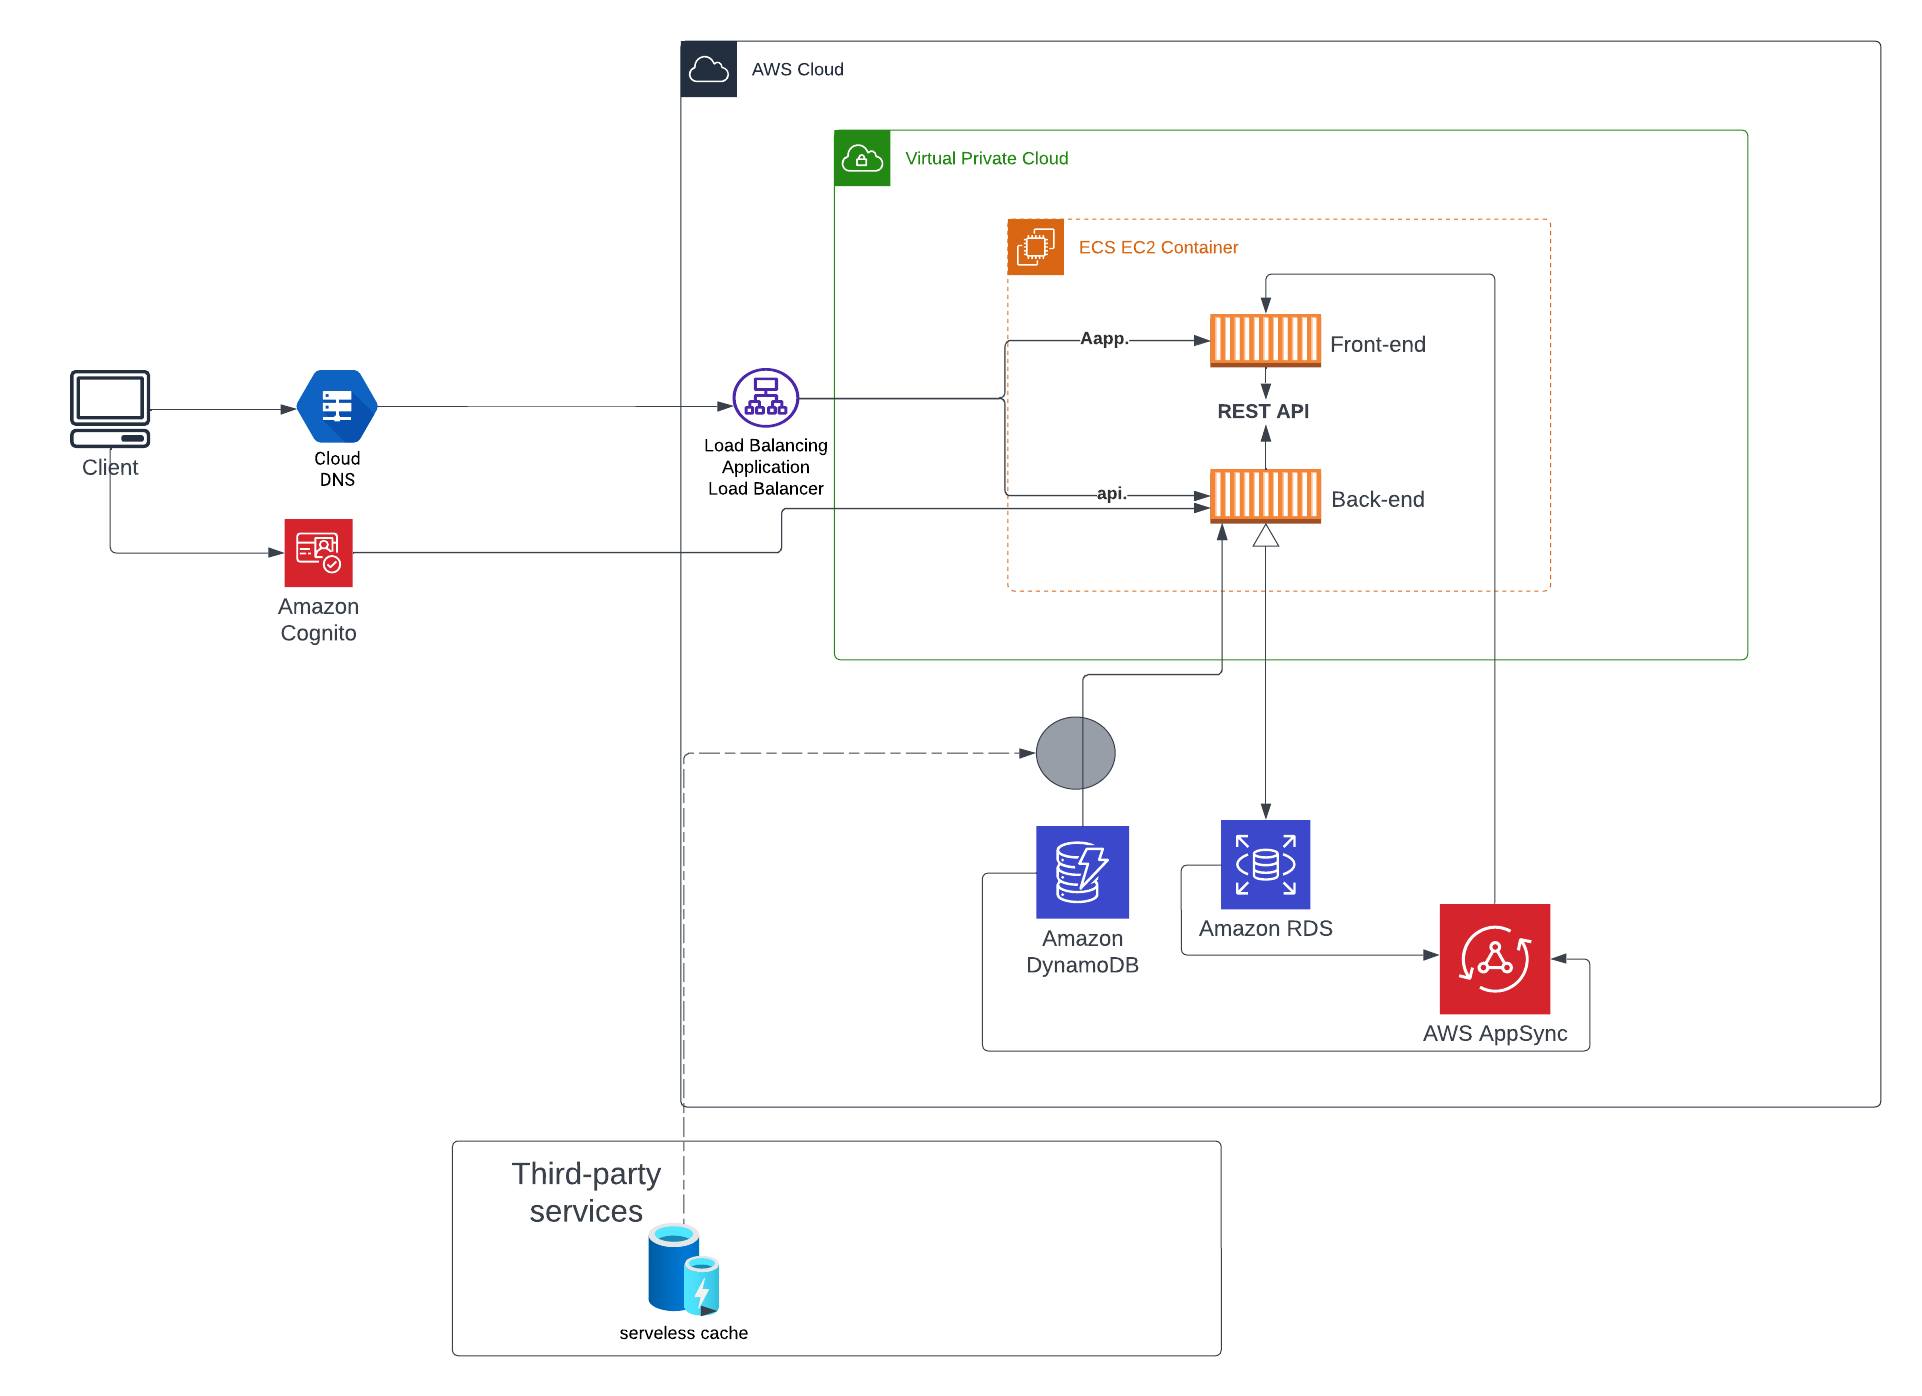 AWS Cloud
Virtual Private Cloud
ECS EC2 Container
Aapp.
Front-end
REST API
api.
Back-end
Client
Cloud
DNS
Load Balancing
Application
Load Balancer
Amazon
Cognito
Amazon
DynamoDB
Amazon RDS
AWS AppSync
Third-party
services
serveless cache